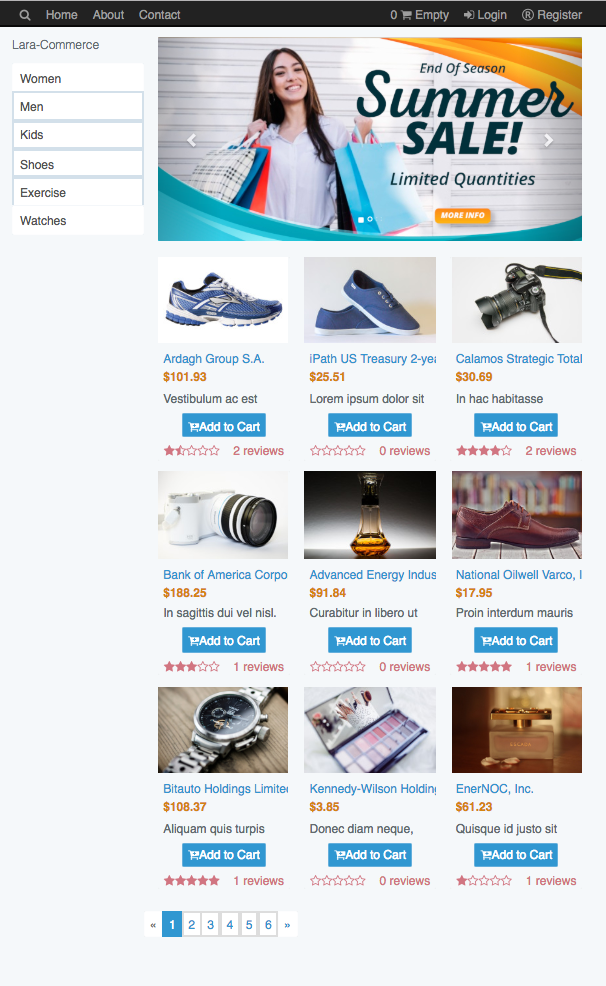 Home About Contact 0 Empty Login ® Register
Lara-Commerce
Women
Men
Kids
Shoes
Exercise
Watches
End Of Season
Summer
SALE!
Limited Quantities
MORE INFO
Ardagh Group S.A.
$101.93
Vestibulum ac est
Add to Cart
2 reviews
iPath US Treasury 2-yea
$25.51
Lorem ipsum dolor sit
Add to Cart
0 reviews
Calamos Strategic Total
$30.69
In hac habitasse
Add to Cart
2 reviews
Bank of America Corpo
$188.25
In sagittis dui vel nisl.
Add to Cart
1 reviews
Advanced Energy Indus
$91.84
Curabitur in libero ut
Add to Cart
0 reviews
National Oilwell Varco, I
$17.95
Proin interdum mauris
Add to Cart
1 reviews
Bitauto Holdings Limite
$108.37
Aliquam quis turpis
Add to Cart
1 reviews
Kennedy-Wilson Holding
$3.85
Donec diam neque,
Add to Cart
0 reviews
EnerNOC, Inc.
$61.23
Quisque id justo sit
Add to Cart
1 reviews
« 1 2 3 4 5 6 »